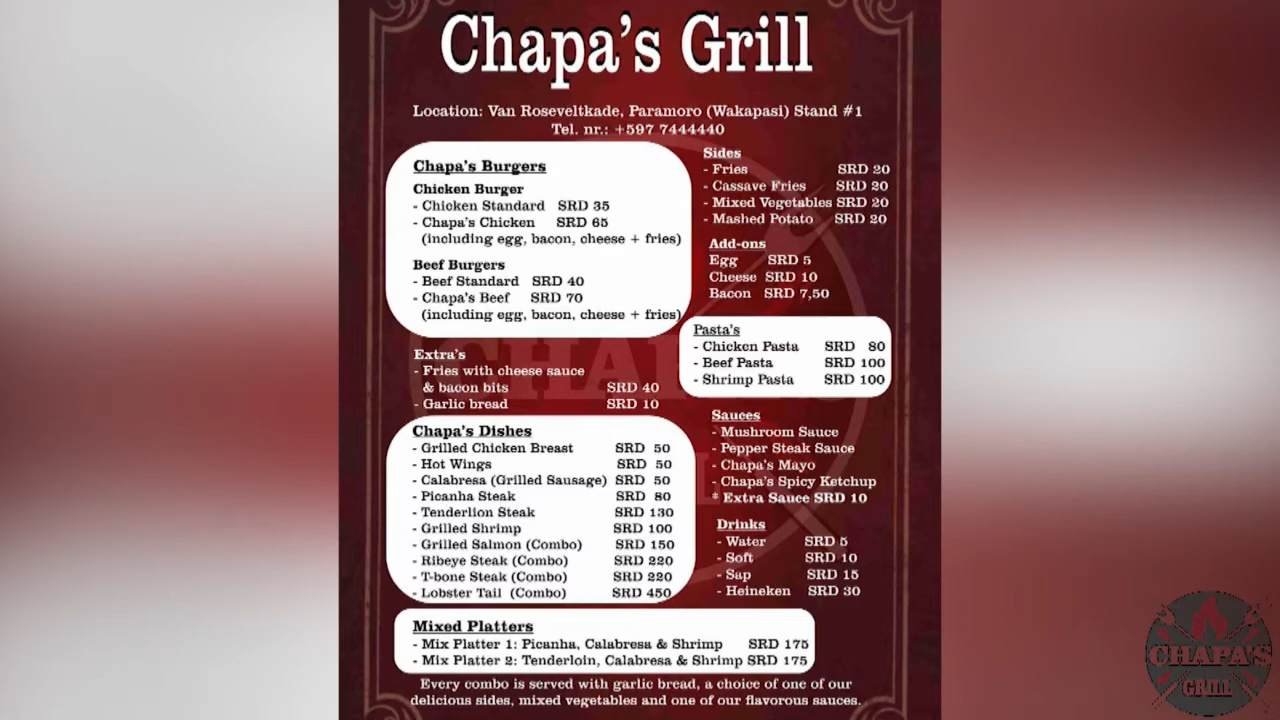 Chapa's Grill
Location: Van Roseveltkade, Paramoro (Wakapasi) Stand #1
Tel. nr.: +597 7444440
Chapa's Burgers
Chicken Burger
- Chicken Standard SRD 35
- Chapa's Chicken SRD 65
(including egg, bacon, cheese + fries)
Beef Burgers
- Beef Standard SRD 40
- Chapa's Beef SRD 70
(including egg, bacon, cheese + fries)
Extra's
- Fries with cheese sauce
& bacon bits SRD 40
- Garlic bread SRD 10
Chapa's Dishes
- Grilled Chicken Breast SRD 50
- Hot Wings SRD 50
- Calabresa (Grilled Sausage) SRD 50
- Picanha Steak SRD 80
- Tenderlion Steak SRD 130
- Grilled Shrimp SRD 100
- Grilled Salmon (Combo) SRD 150
- Ribeye Steak (Combo) SRD 220
- T-bone Steak (Combo) SRD 220
- Lobster Tail (Combo) SRD 450
Sides
- Fries SRD 20
- Cassave Fries SRD 20
- Mixed Vegetables SRD 20
- Mashed Potato SRD 20
Add-ons
Egg SRD 5
Cheese SRD 10
Bacon SRD 7,50
Pasta's
- Chicken Pasta SRD 80
- Beef Pasta SRD 100
- Shrimp Pasta SRD 100
Sauces
- Mushroom Sauce
- Pepper Steak Sauce
- Chapa's Mayo
- Chapa's Spicy Ketchup
* Extra Sauce SRD 10
Drinks
- Water SRD 5
- Soft SRD 10
- Sap SRD 15
- Heineken SRD 30
Mixed Platters
- Mix Platter 1: Picanha, Calabresa & Shrimp SRD 175
- Mix Platter 2: Tenderloin, Calabresa & Shrimp SRD 175
Every combo is served with garlic bread, a choice of one of our
delicious sides, mixed vegetables and one of our flavorous sauces.
CHAPA'S
GRILL